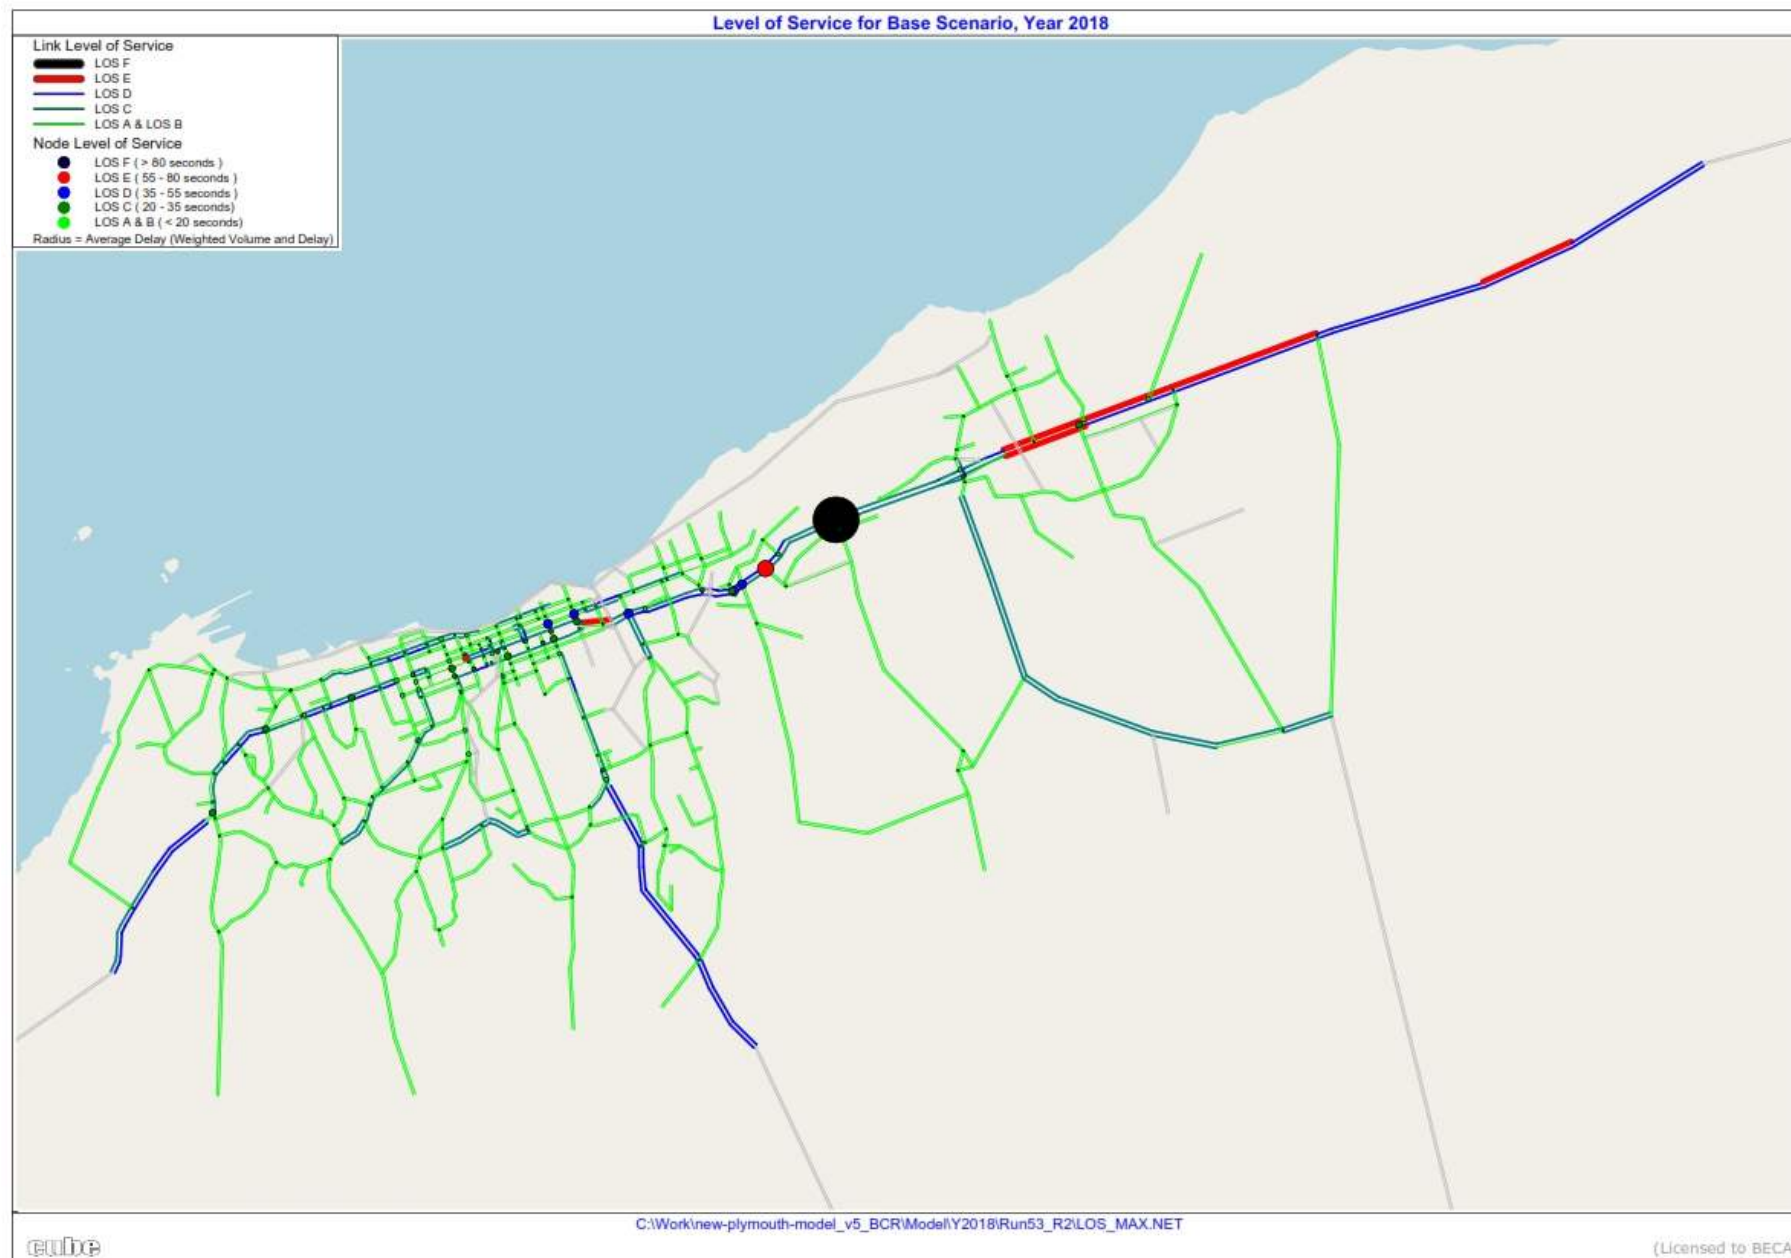 Level of Service for Base Scenario, Year 2018
Link Level of Service
LOS F
LOS E
LOS D
LOS C
LOS A & LOS B
Node Level of Service
LOS F ( > 80 seconds )
LOS E ( 55 - 80 seconds )
LOS D ( 35 - 55 seconds )
LOS C ( 20 - 35 seconds)
LOS A & B ( < 20 seconds)
Radius = Average Delay (Weighted Volume and Delay)
C:\Work\new-plymouth-model_v5_BCR\Model\Y2018\Run53_R2\LOS_MAX.NET
cube
(Licensed to BECA